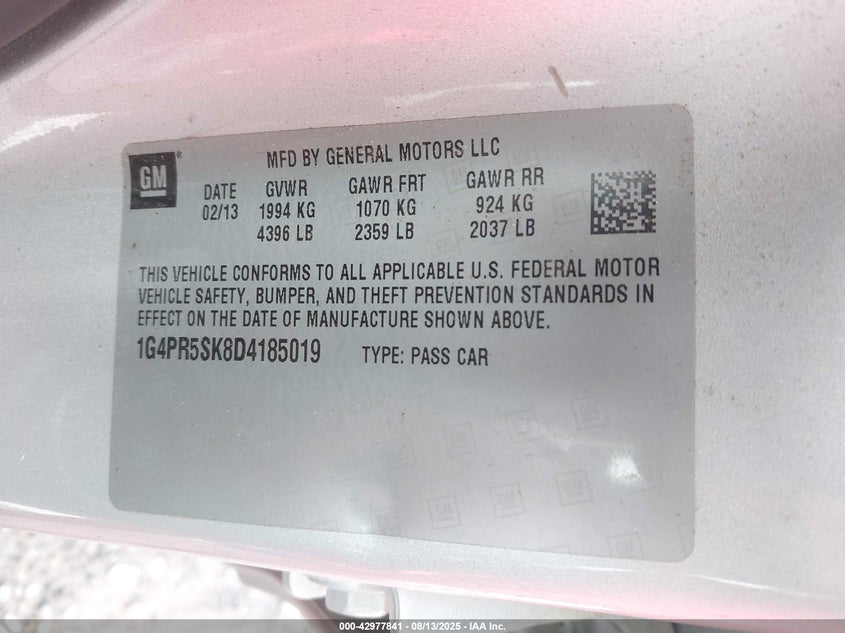 GM
MFD BY GENERAL MOTORS LLC
DATE GVWR GAWR FRT GAWR RR
02/13 1994 KG 1070 KG 924 KG
4396 LB 2359 LB 2037 LB
THIS VEHICLE CONFORMS TO ALL APPLICABLE U.S. FEDERAL MOTOR
VEHICLE SAFETY, BUMPER, AND THEFT PREVENTION STANDARDS IN
EFFECT ON THE DATE OF MANUFACTURE SHOWN ABOVE.
1G4PR5SK8D4185019 TYPE: PASS CAR
000-42977841 - 08/13/2025 - IAA Inc.